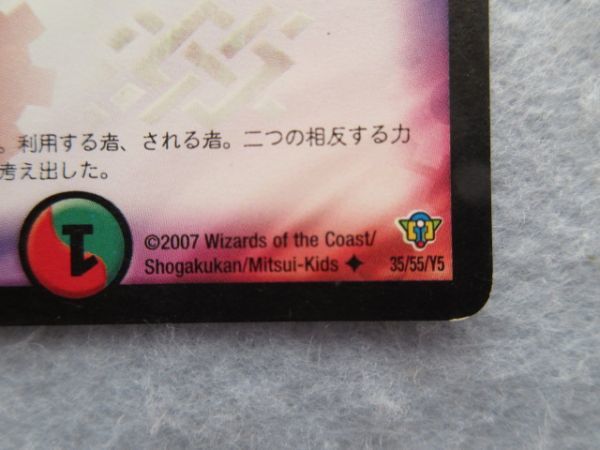 。利用する者、される者。二つの相反する力
考え出した。
1
©2007 Wizards of the Coast/
Shogakukan/Mitsui-Kids
35/55/Y5